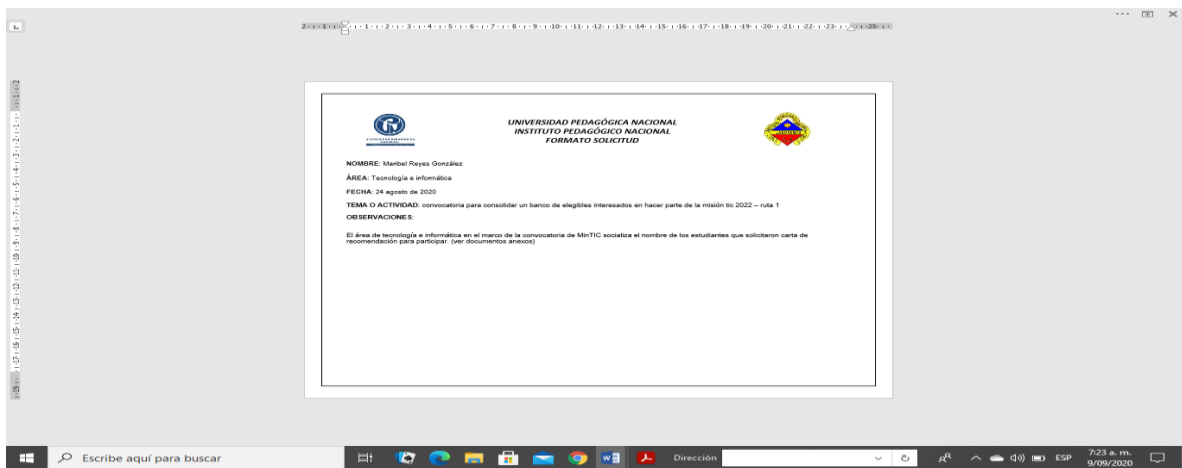 UNIVERSIDAD PEDAGÓGICA NACIONAL
INSTITUTO PEDAGÓGICO NACIONAL
FORMATO SOLICITUD
NOMBRE: Maribel Reyes González
ÀREA: Tecnología e informática
FECHA: 24 agosto de 2020
TEMA O ACTIVIDAD: convocatoria para consolidar un banco de elegibles interesados en hacer parte de la misión tic 2022 – ruta 1
OBSERVACIONES:
El área de tecnología e informática en el marco de la convocatoria de MinTIC socializa el nombre de los estudiantes que solicitaron carta de
recomendación para participar. (ver documentos anexos)
Escribe aquí para buscar
Dirección
ESP
7:23 a. m.
9/09/2020